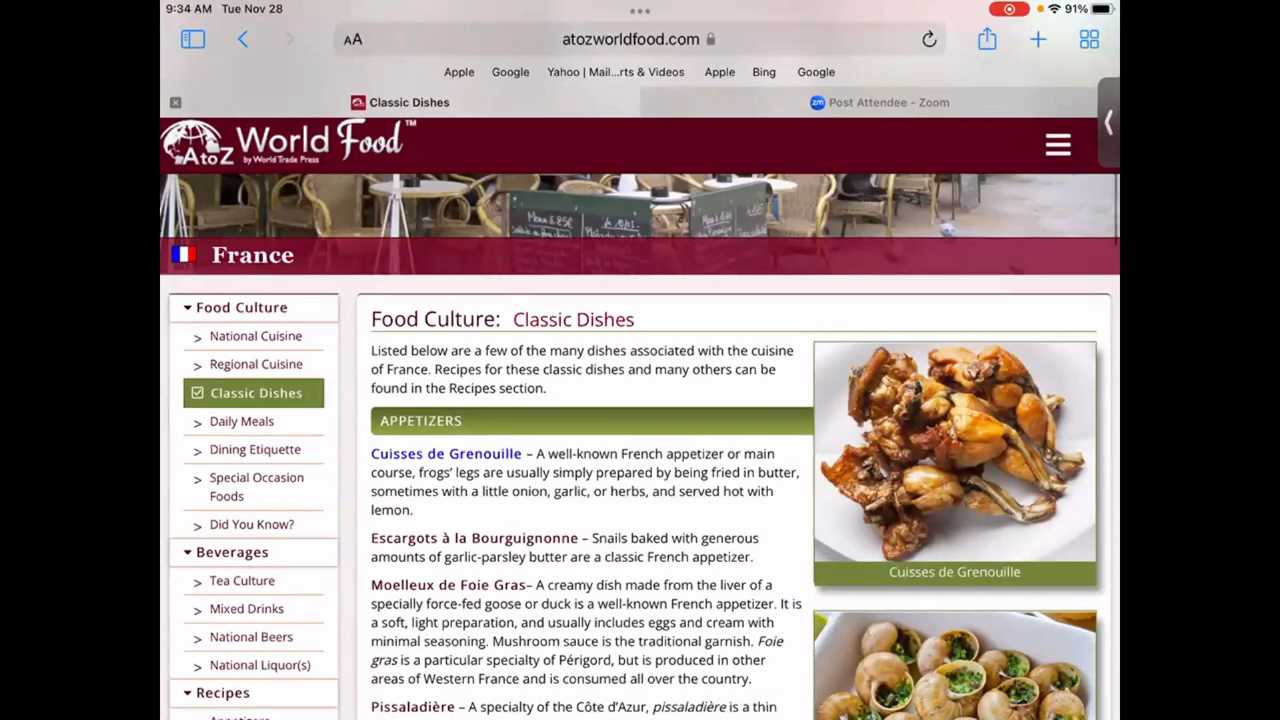 9:34 AM Tue Nov 28
91%
AA
atozworldfood.com
Apple Google Yahoo | Mail...rts & Videos Apple Bing Google
Classic Dishes
zm Post Attendee - Zoom
AtoZ World Food™
by World Trade Press
France
Food Culture
National Cuisine
Regional Cuisine
Classic Dishes
Daily Meals
Dining Etiquette
Special Occasion
Foods
Did You Know?
Beverages
Tea Culture
Mixed Drinks
National Beers
National Liquor(s)
Recipes
Food Culture: Classic Dishes
Listed below are a few of the many dishes associated with the cuisine
of France. Recipes for these classic dishes and many others can be
found in the Recipes section.
APPETIZERS
Cuisses de Grenouille – A well-known French appetizer or main
course, frogs’ legs are usually simply prepared by being fried in butter,
sometimes with a little onion, garlic, or herbs, and served hot with
lemon.
Escargots à la Bourguignonne – Snails baked with generous
amounts of garlic-parsley butter are a classic French appetizer.
Moelleux de Foie Gras– A creamy dish made from the liver of a
specially force-fed goose or duck is a well-known French appetizer. It is
a soft, light preparation, and usually includes eggs and cream with
minimal seasoning. Mushroom sauce is the traditional garnish. Foie
gras is a particular specialty of Périgord, but is produced in other
areas of Western France and is consumed all over the country.
Pissaladière – A specialty of the Côte d’Azur, pissaladière is a thin
Cuisses de Grenouille